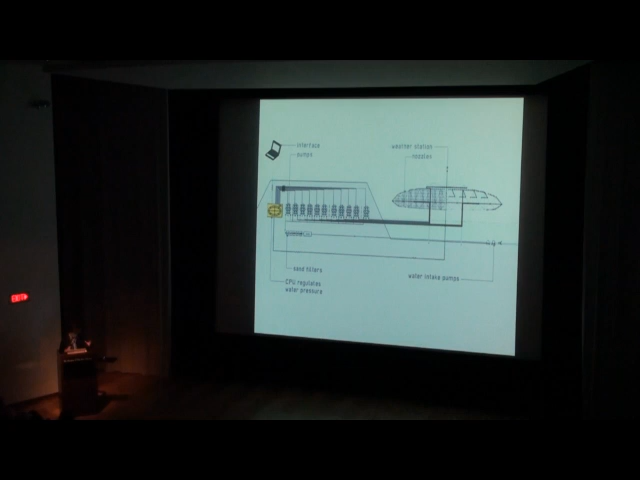 interface
pumps
weather station
nozzles
sand filters
CPU regulates
water pressure
water intake pumps
EXIT